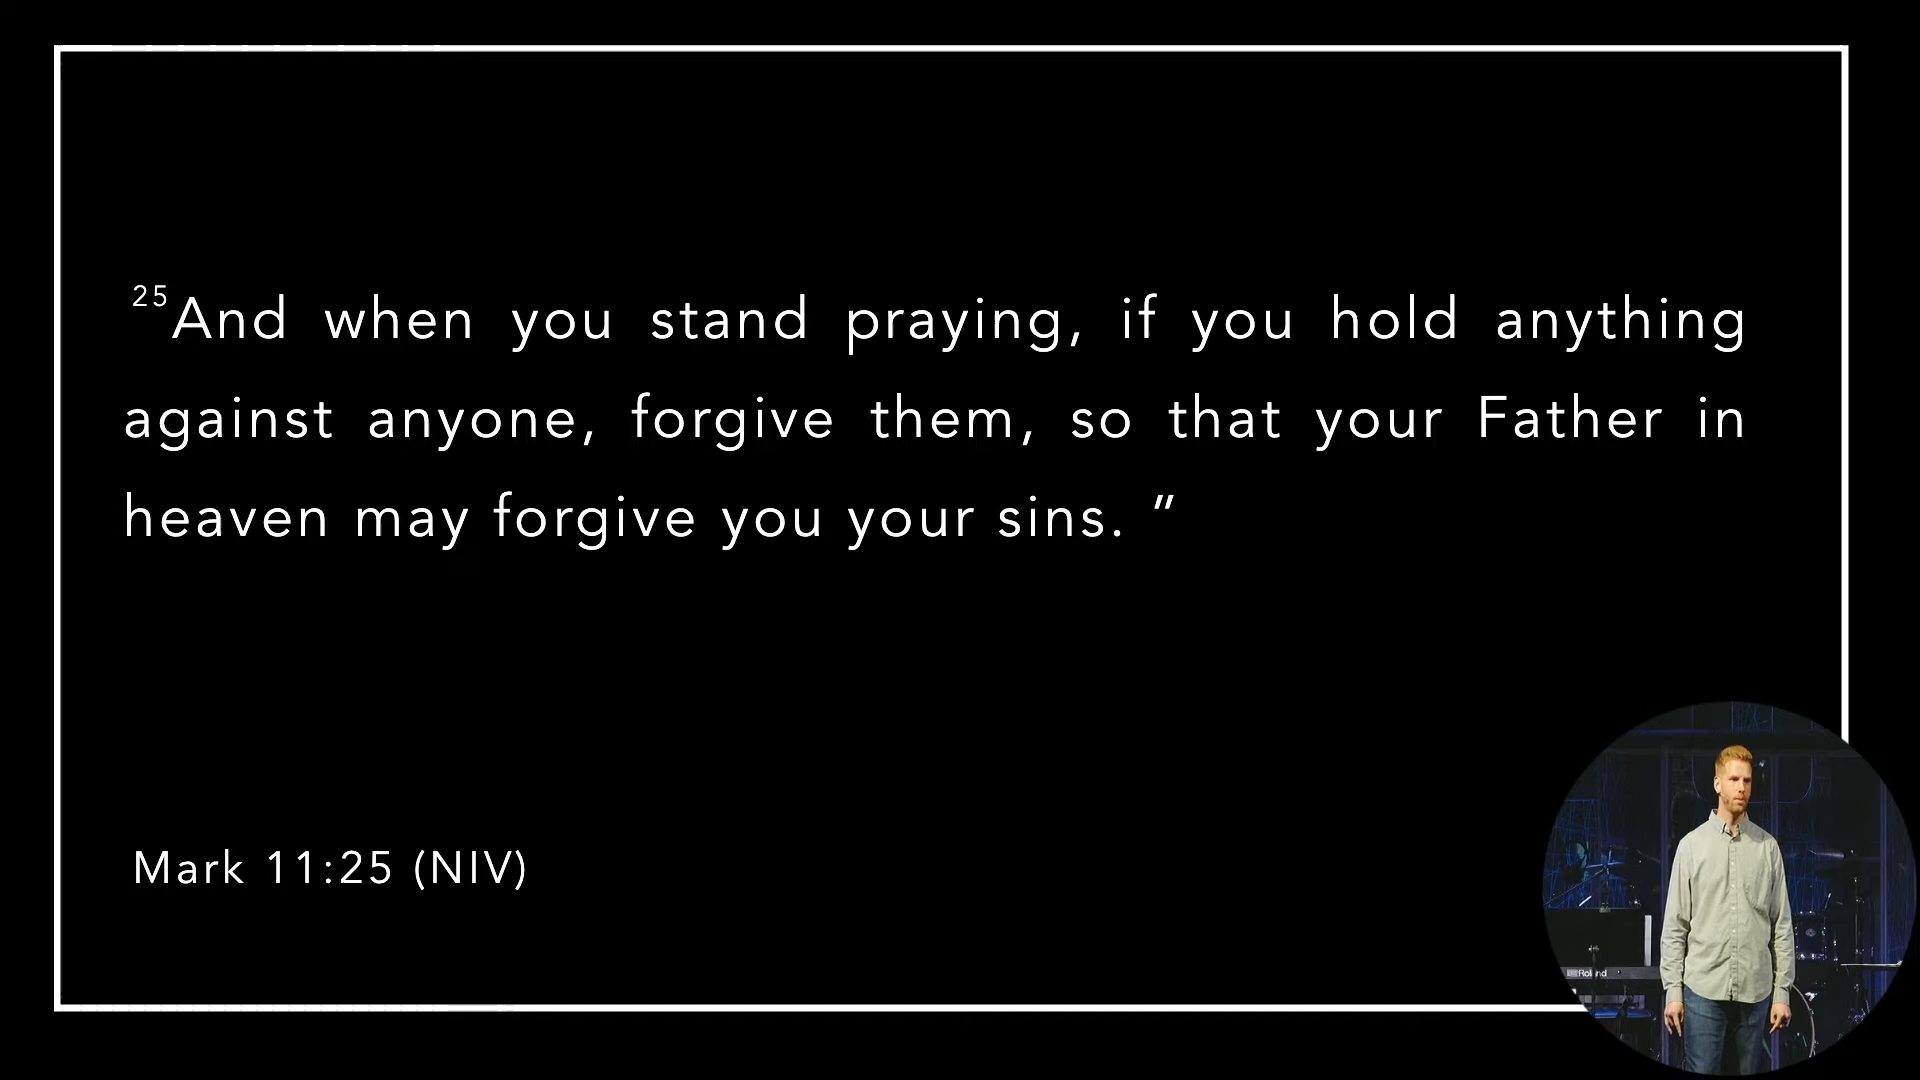 25And when you stand praying, if you hold anything
against anyone, forgive them, so that your Father in
heaven may forgive you your sins. ”
Mark 11:25 (NIV)
Roland